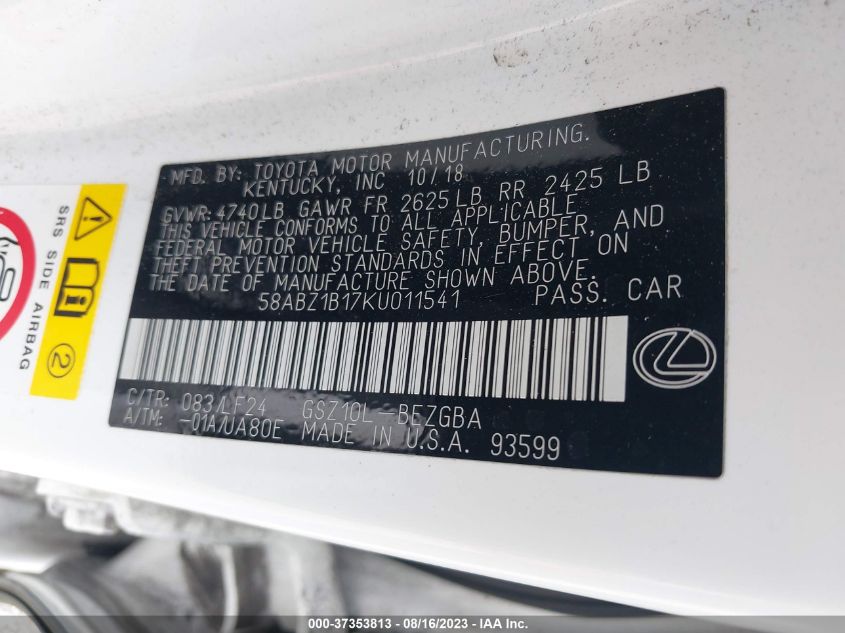 MFD. BY: TOYOTA MOTOR MANUFACTURING.
KENTUCKY, INC 10/18
GVWR: 4740LB GAWR FR 2625 LB RR 2425 LB
THIS VEHICLE CONFORMS TO ALL APPLICABLE
FEDERAL MOTOR VEHICLE SAFETY, BUMPER, AND
THEFT PREVENTION STANDARDS IN EFFECT ON
THE DATE OF MANUFACTURE SHOWN ABOVE.
58ABZ1B17KU011541 PASS. CAR
C/TR: 083/LF24 GSZ10L-BEZGBA
A/TM: -01A/UA80E MADE IN U.S.A. 93599
SRS SIDE AIRBAG
2
000-37353813 - 08/16/2023 - IAA Inc.